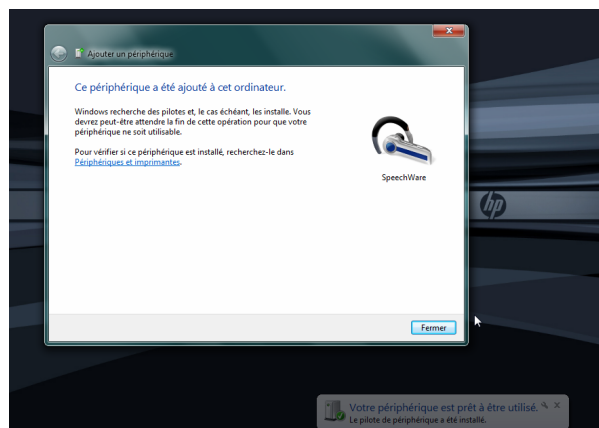 Ajouter un périphérique
Ce périphérique a été ajouté à cet ordinateur.
Windows recherche des pilotes et, le cas échéant, les installe. Vous
devrez peut-être attendre la fin de cette opération pour que votre
périphérique ne soit utilisable.
Pour vérifier si ce périphérique est installé, recherchez-le dans
Périphériques et imprimantes.
SpeechWare
hp
Fermer
Votre périphérique est prêt à être utilisé.
Le pilote de périphérique a été installé.